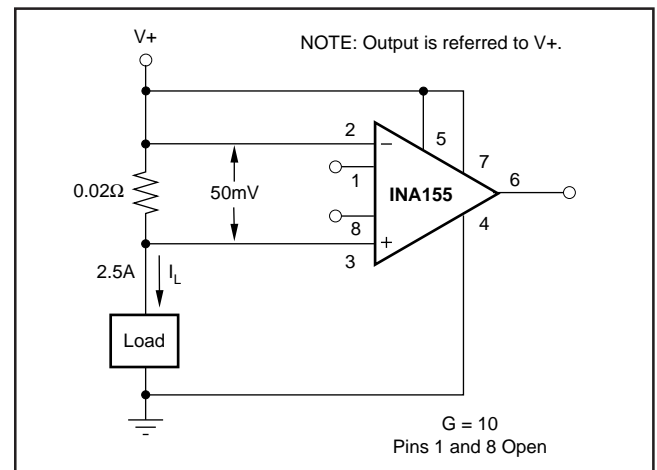 V+
NOTE: Output is referred to V+.
2
5
−
7
0.02Ω
50mV
1
INA155
6
8
4
+
3
2.5A
I_L
Load
G = 10
Pins 1 and 8 Open